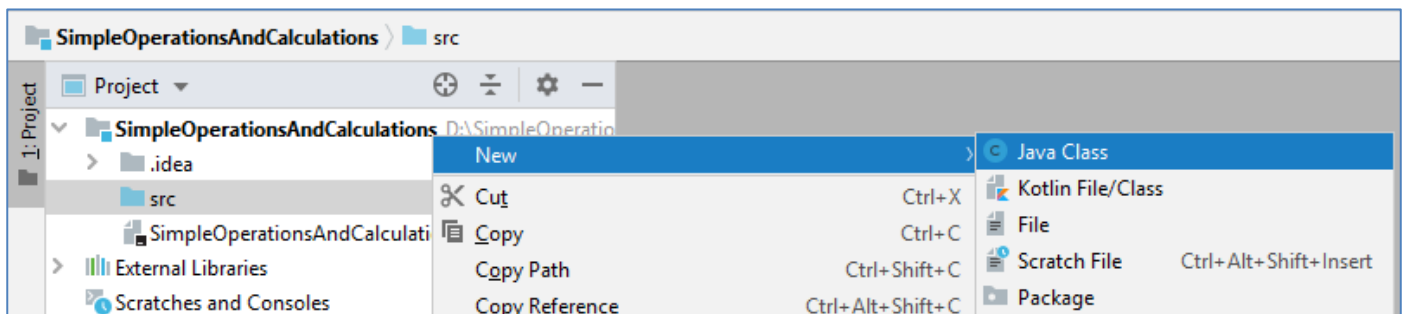 SimpleOperationsAndCalculations src
1: Project
Project
SimpleOperationsAndCalculations D:\SimpleOperatio
New
Java Class
.idea
Cut Ctrl+X
Kotlin File/Class
src
File
SimpleOperationsAndCalculati
Copy Ctrl+C
Scratch File Ctrl+Alt+Shift+Insert
External Libraries
Copy Path Ctrl+Shift+C
Package
Scratches and Consoles
Copy Reference Ctrl+Alt+Shift+C